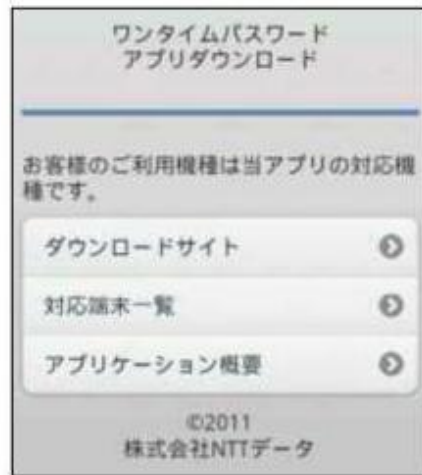 ワンタイムパスワード
アプリダウンロード
お客様のご利用機種は当アプリの対応機
種です。
ダウンロードサイト
対応端末一覧
アプリケーション概要
©2011
株式会社NTTデータ